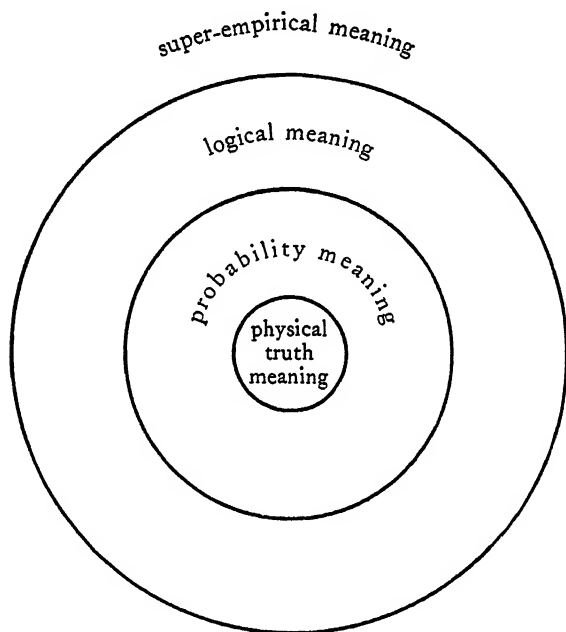 super-empirical meaning
logical meaning
probability meaning
physical
truth
meaning